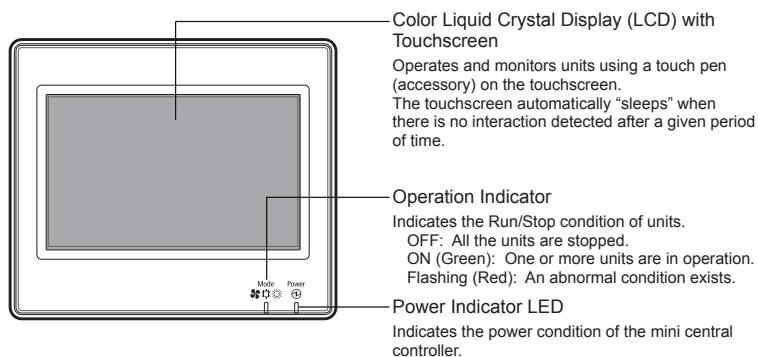 Color Liquid Crystal Display (LCD) with
Touchscreen
Operates and monitors units using a touch pen
(accessory) on the touchscreen.
The touchscreen automatically “sleeps” when
there is no interaction detected after a given period
of time.
Operation Indicator
Indicates the Run/Stop condition of units.
OFF: All the units are stopped.
ON (Green): One or more units are in operation.
Flashing (Red): An abnormal condition exists.
Mode Power
Power Indicator LED
Indicates the power condition of the mini central
controller.